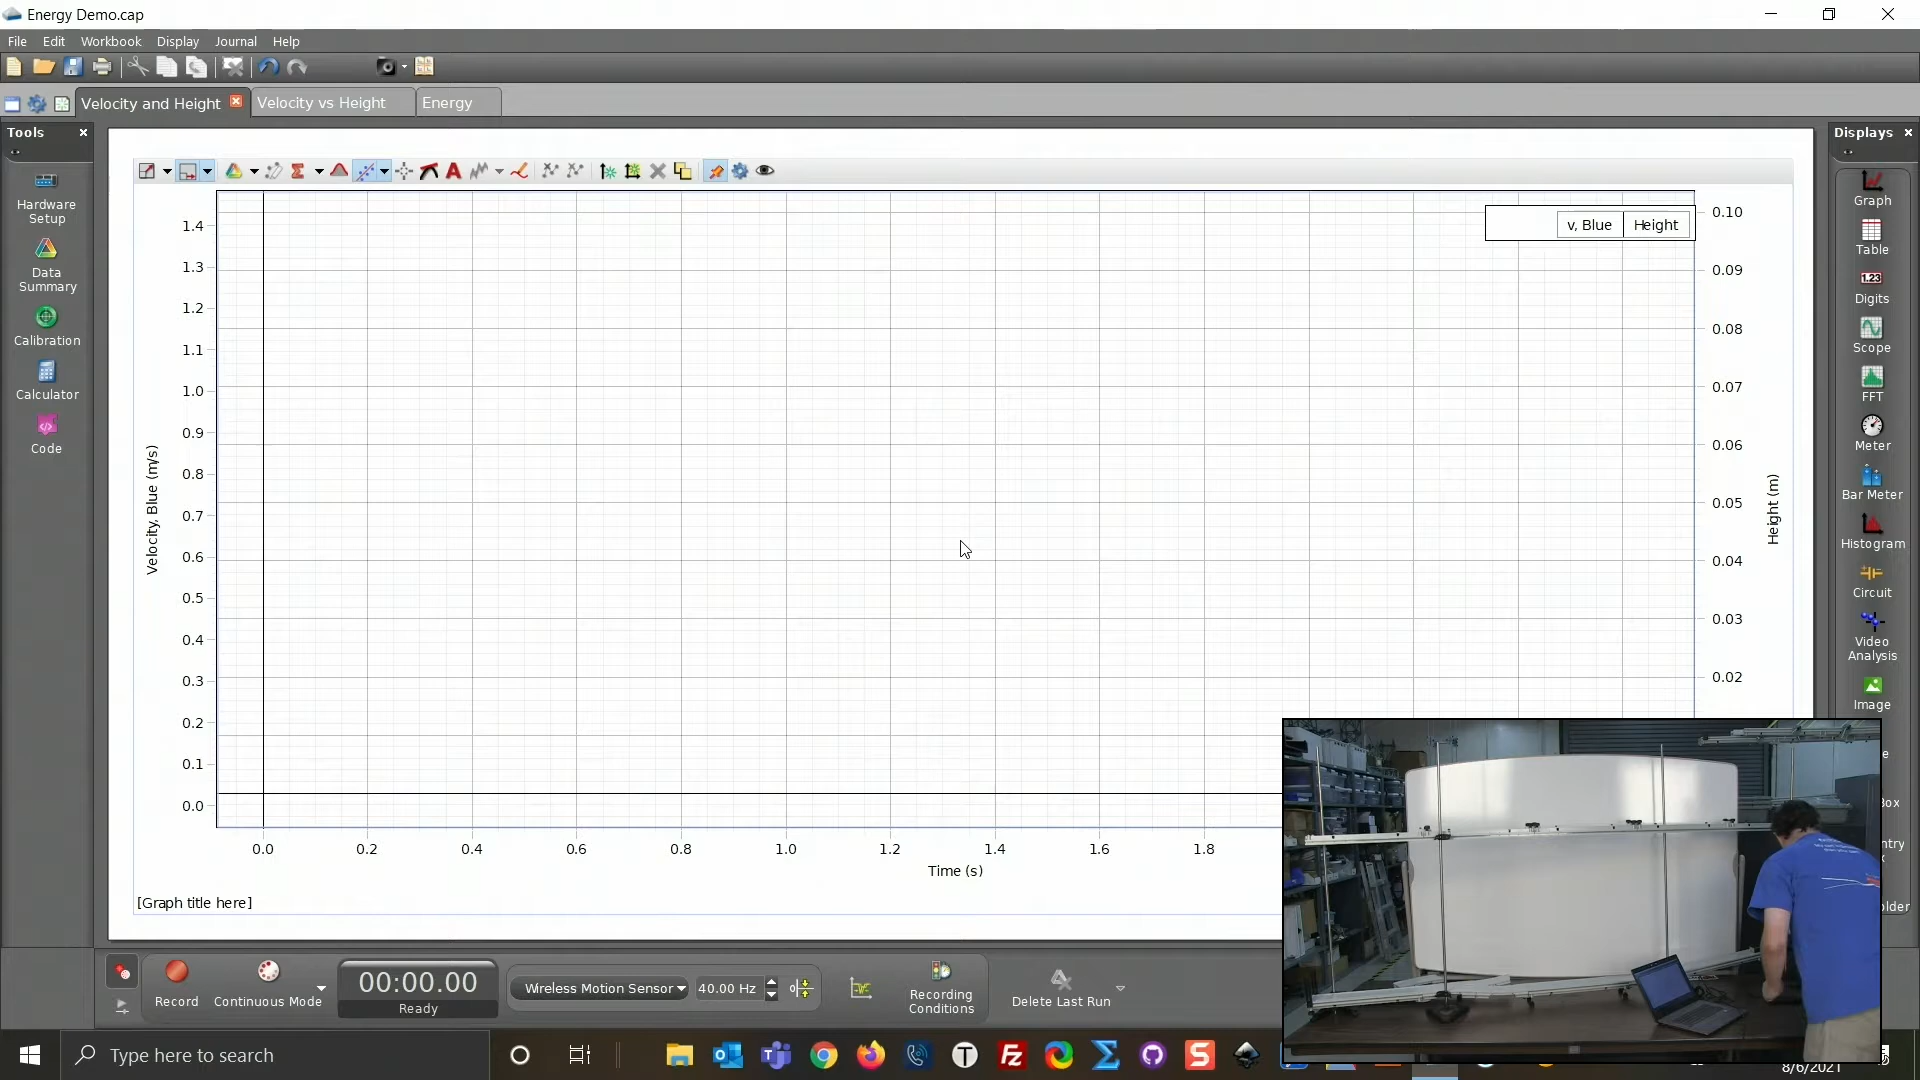 Energy Demo.cap
File Edit Workbook Display Journal Help
Velocity and Height
Velocity vs Height
Energy
Tools
Displays
Hardware
Setup
Data
Summary
Calibration
Calculator
Code
v, Blue
Height
1.4
1.3
1.2
1.1
1.0
0.9
0.8
0.7
0.6
0.5
0.4
0.3
0.2
0.1
0.0
Velocity, Blue (m/s)
0.10
0.09
0.08
0.07
0.06
0.05
0.04
0.03
0.02
Height (m)
0.0 0.2 0.4 0.6 0.8 1.0 1.2 1.4 1.6 1.8
Time (s)
[Graph title here]
Graph
Table
1.23
Digits
Scope
FFT
Meter
Bar Meter
Histogram
Circuit
Video
Analysis
Image
Record
Continuous Mode
00:00.00
Ready
Wireless Motion Sensor
40.00 Hz
Recording
Conditions
Delete Last Run
Type here to search
8/6/2021